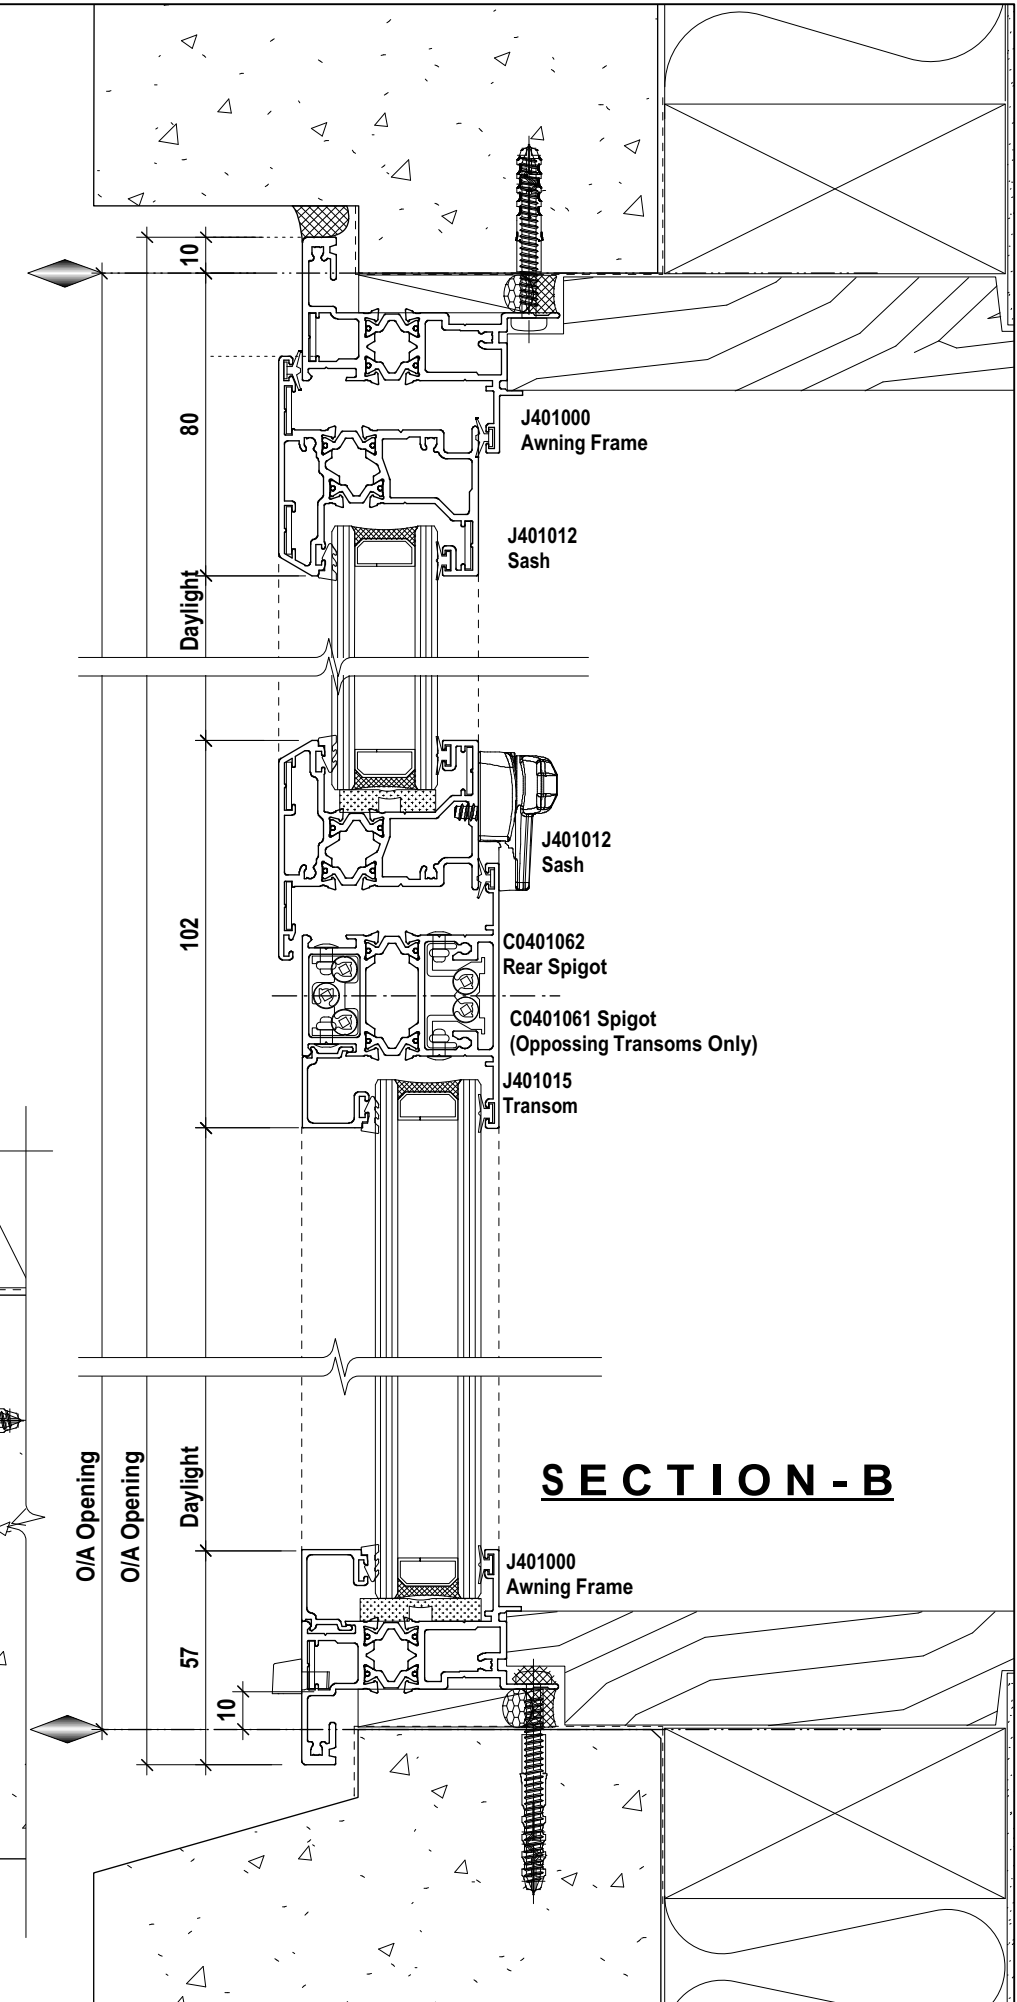 10
80
J401000
Awning Frame
J401012
Sash
Daylight
J401012
Sash
102
C0401062
Rear Spigot
C0401061 Spigot
(Oppossing Transoms Only)
J401015
Transom
O/A Opening
O/A Opening
Daylight
SECTION-B
J401000
Awning Frame
57
10